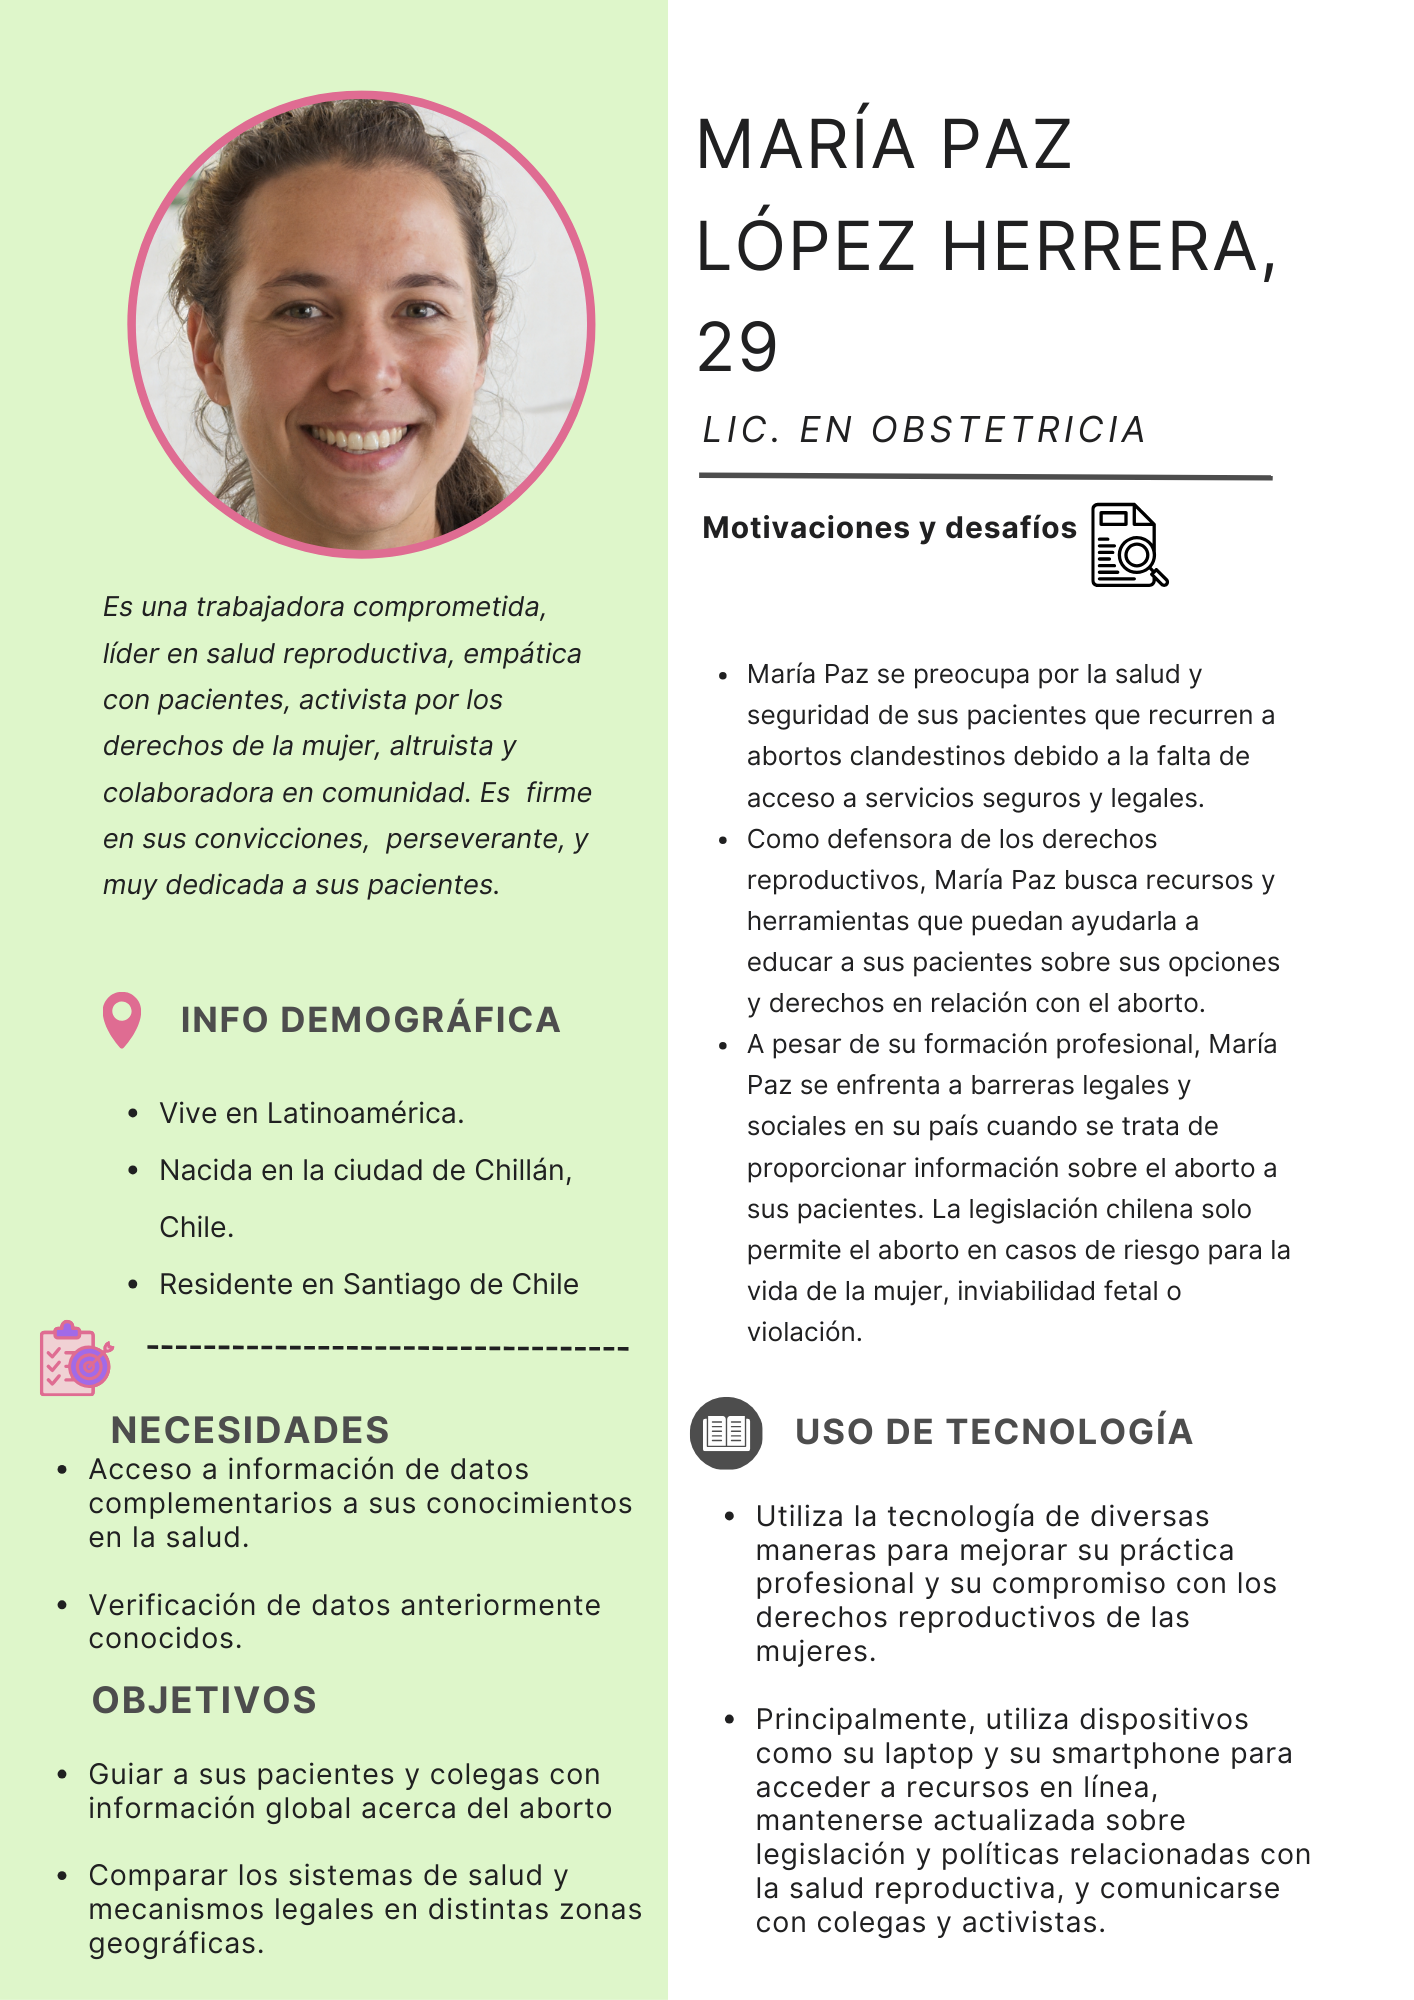 MARÍA PAZ
LÓPEZ HERRERA,
29
LIC. EN OBSTETRICIA
Es una trabajadora comprometida,
líder en salud reproductiva, empática
con pacientes, activista por los
derechos de la mujer, altruista y
colaboradora en comunidad. Es firme
en sus convicciones, perseverante, y
muy dedicada a sus pacientes.
INFO DEMOGRÁFICA
• Vive en Latinoamérica.
• Nacida en la ciudad de Chillán,
Chile.
• Residente en Santiago de Chile
NECESIDADES
• Acceso a información de datos
complementarios a sus conocimientos
en la salud.
• Verificación de datos anteriormente
conocidos.
OBJETIVOS
• Guiar a sus pacientes y colegas con
información global acerca del aborto
• Comparar los sistemas de salud y
mecanismos legales en distintas zonas
geográficas.
Motivaciones y desafíos
• María Paz se preocupa por la salud y
seguridad de sus pacientes que recurren a
abortos clandestinos debido a la falta de
acceso a servicios seguros y legales.
• Como defensora de los derechos
reproductivos, María Paz busca recursos y
herramientas que puedan ayudarla a
educar a sus pacientes sobre sus opciones
y derechos en relación con el aborto.
• A pesar de su formación profesional, María
Paz se enfrenta a barreras legales y
sociales en su país cuando se trata de
proporcionar información sobre el aborto a
sus pacientes. La legislación chilena solo
permite el aborto en casos de riesgo para la
vida de la mujer, inviabilidad fetal o
violación.
USO DE TECNOLOGÍA
• Utiliza la tecnología de diversas
maneras para mejorar su práctica
profesional y su compromiso con los
derechos reproductivos de las
mujeres.
• Principalmente, utiliza dispositivos
como su laptop y su smartphone para
acceder a recursos en línea,
mantenerse actualizada sobre
legislación y políticas relacionadas con
la salud reproductiva, y comunicarse
con colegas y activistas.